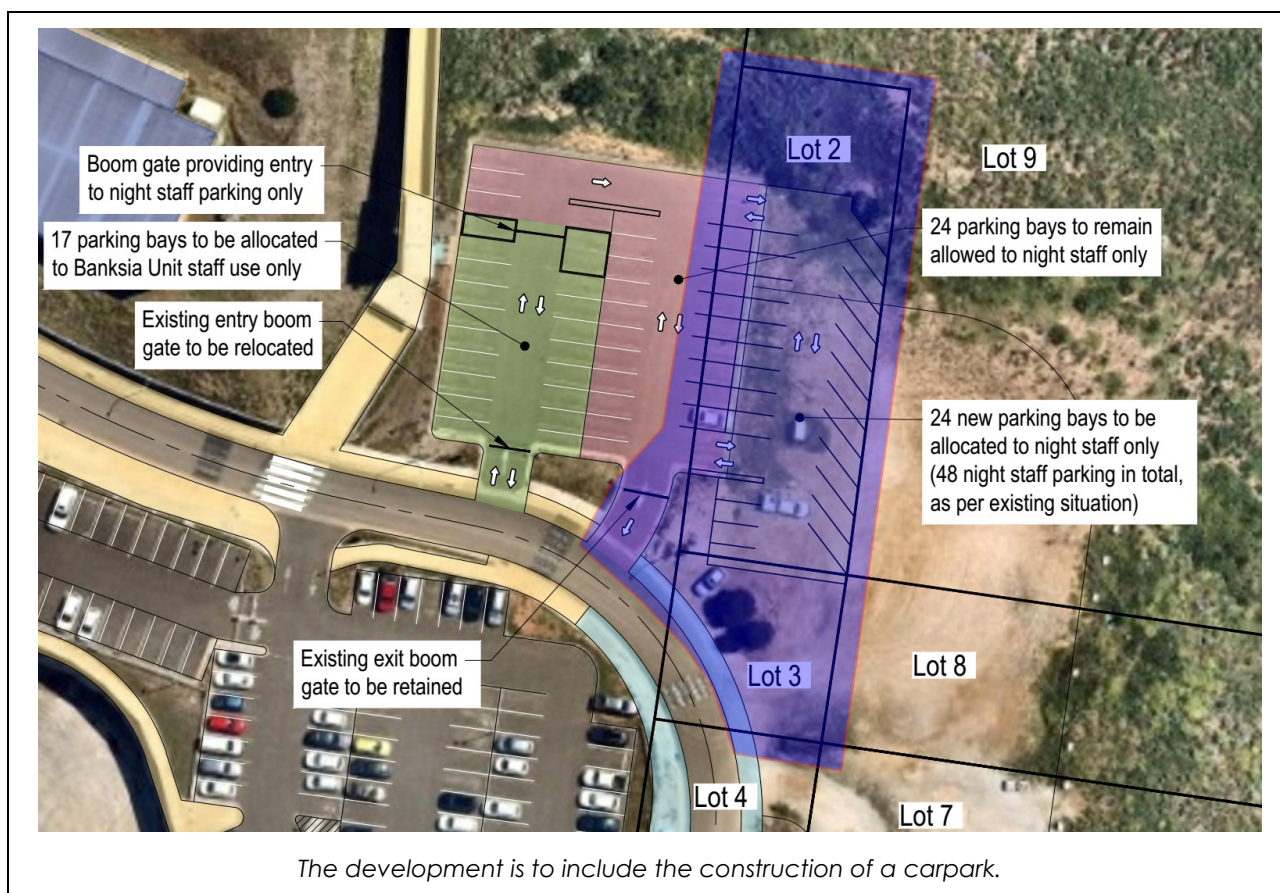 Boom gate providing entry
to night staff parking only
17 parking bays to be allocated
to Banksia Unit staff use only
Existing entry boom
gate to be relocated
Lot 2
Lot 9
24 parking bays to remain
allowed to night staff only
24 new parking bays to be
allocated to night staff only
(48 night staff parking in total,
as per existing situation)
Existing exit boom
gate to be retained
Lot 3
Lot 8
Lot 4
Lot 7
The development is to include the construction of a carpark.